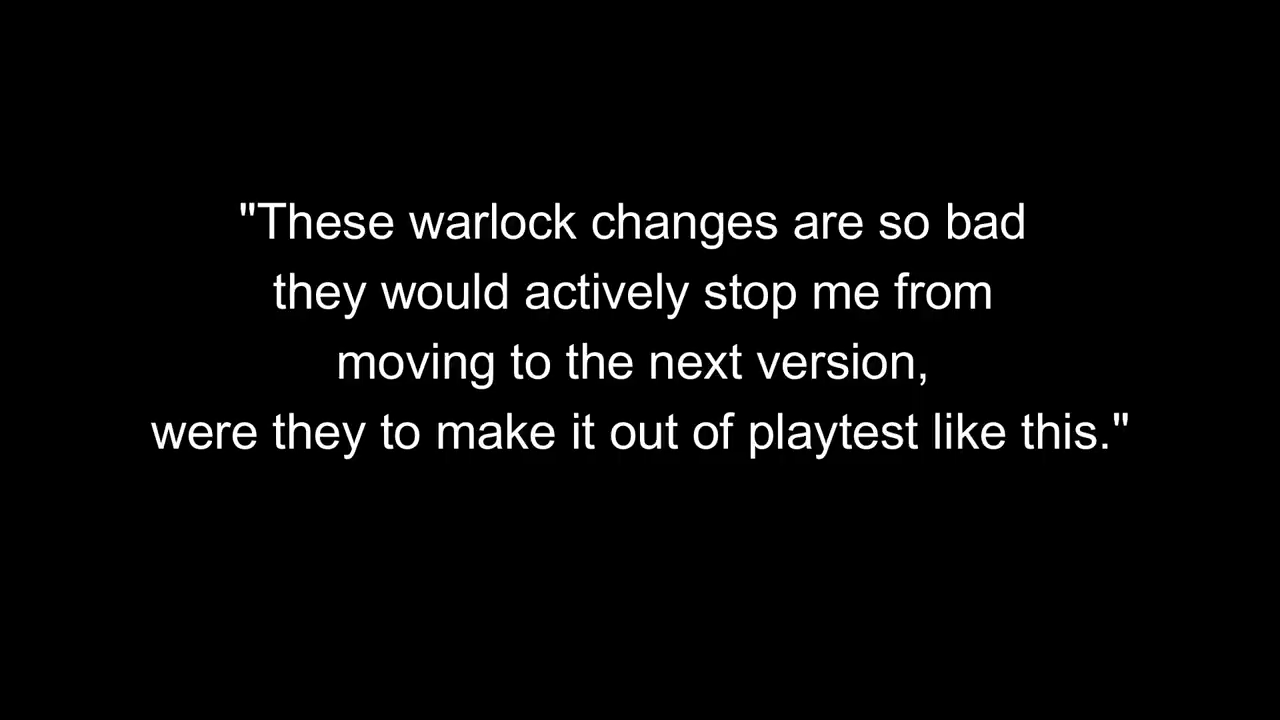 "These warlock changes are so bad
they would actively stop me from
moving to the next version,
were they to make it out of playtest like this."